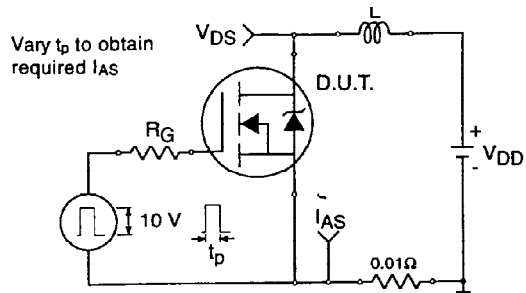 Vary tp to obtain
required IAS
VDS
L
D.U.T.
RG
+
VDD
-
10 V
tp
IAS
0.01Ω